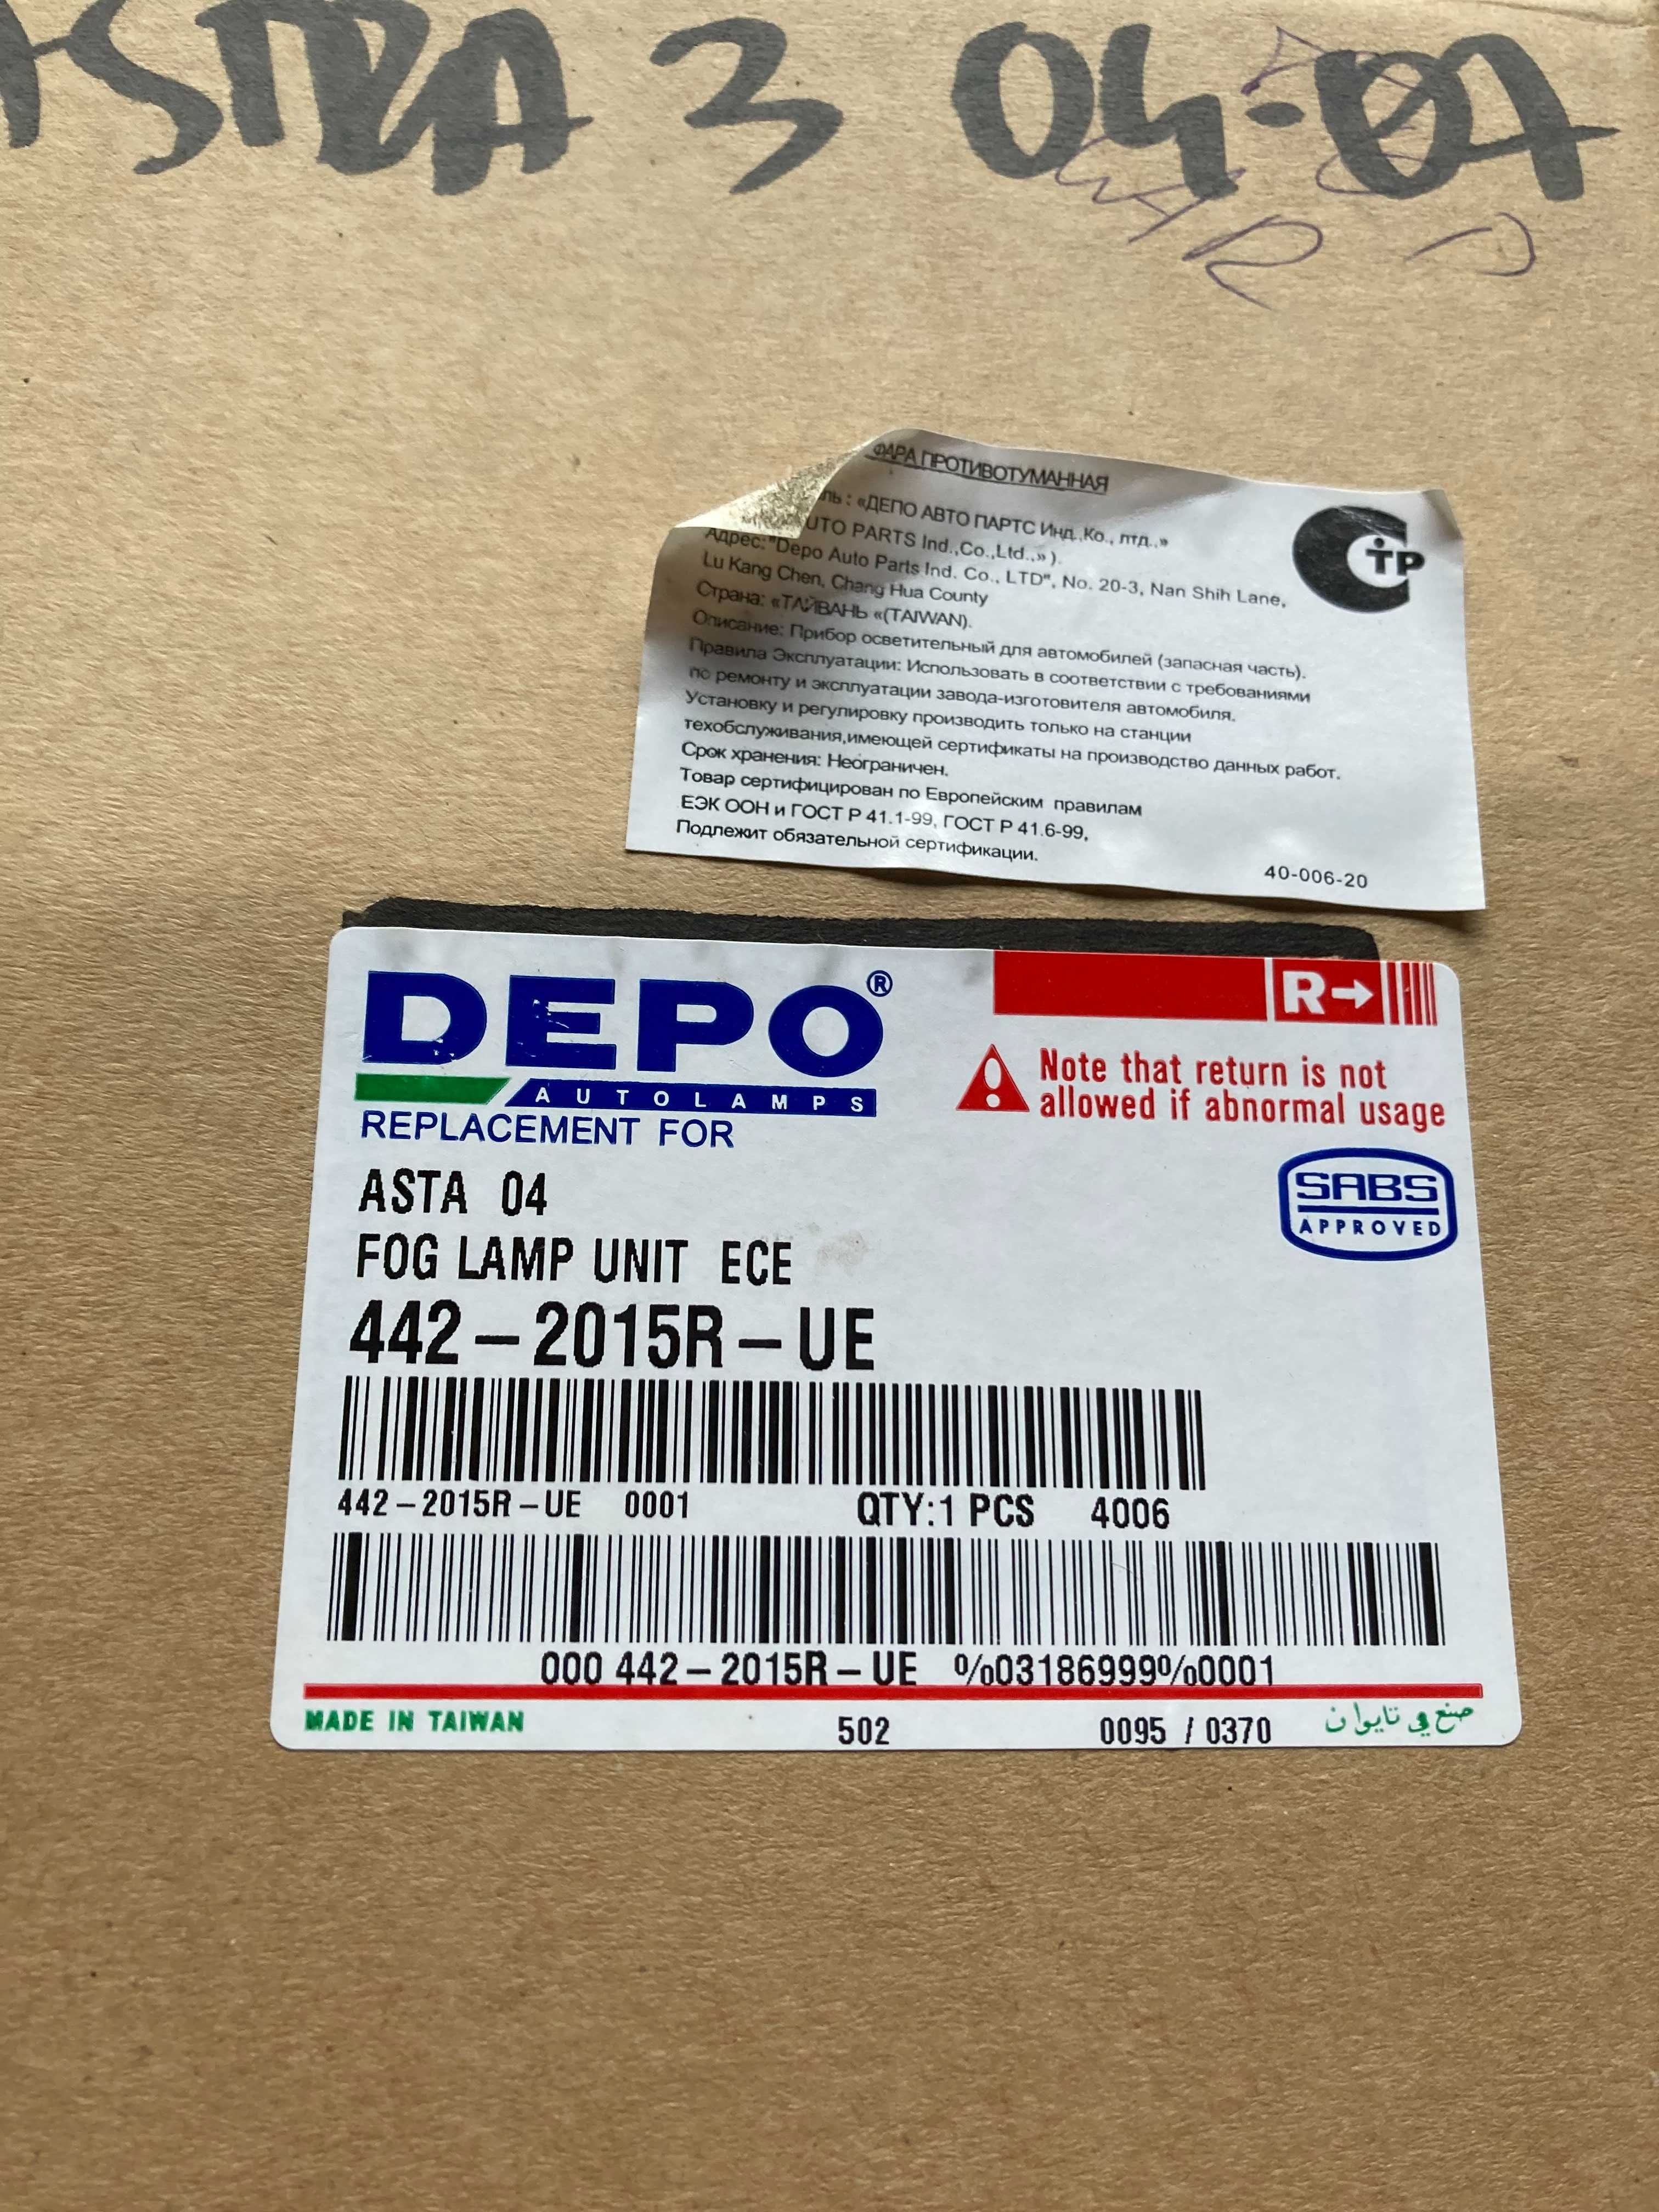 ASTRA 3 04-07
ФАРА ПРОТИВОТУМАННАЯ
: «ДЕПО АВТО ПАРТС Инд.,Ко., лтд.,»
PARTS Ind.,Co.,Ltd.,»).
Адрес: "Depo Auto Parts Ind. Co., LTD", No. 20-3, Nan Shih Lane,
Lu Kang Chen, Chang Hua County
Страна: «ТАЙВАНЬ «(TAIWAN).
Описание: Прибор осветительный для автомобилей (запасная часть).
Правила Эксплуатации: Использовать в соответствии с требованиями
по ремонту и эксплуатации завода-изготовителя автомобиля.
Установку и регулировку производить только на станции
техобслуживания,имеющей сертификаты на производство данных работ.
Срок хранения: Неограничен.
Товар сертифицирован по Европейским правилам
ЕЭК ООН и ГОСТ Р 41.1-99, ГОСТ Р 41.6-99,
Подлежит обязательной сертификации.
40-006-20
СТР
DEPO®
AUTOLAMPS
REPLACEMENT FOR
R→
Note that return is not
allowed if abnormal usage
SABS
APPROVED
ASTA 04
FOG LAMP UNIT ECE
442-2015R-UE
442-2015R-UE 0001 QTY:1 PCS 4006
000 442-2015R-UE %03186999%0001
MADE IN TAIWAN 502 0095 / 0370 صنع في تايوان